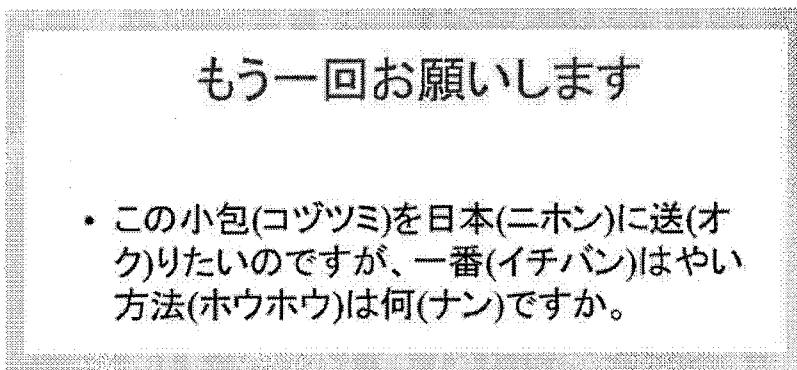 もう一回お願いします
・この小包(コヅツミ)を日本(ニホン)に送(オ
ク)りたいのですが、一番(イチバン)はやい
方法(ホウホウ)は何(ナン)ですか。